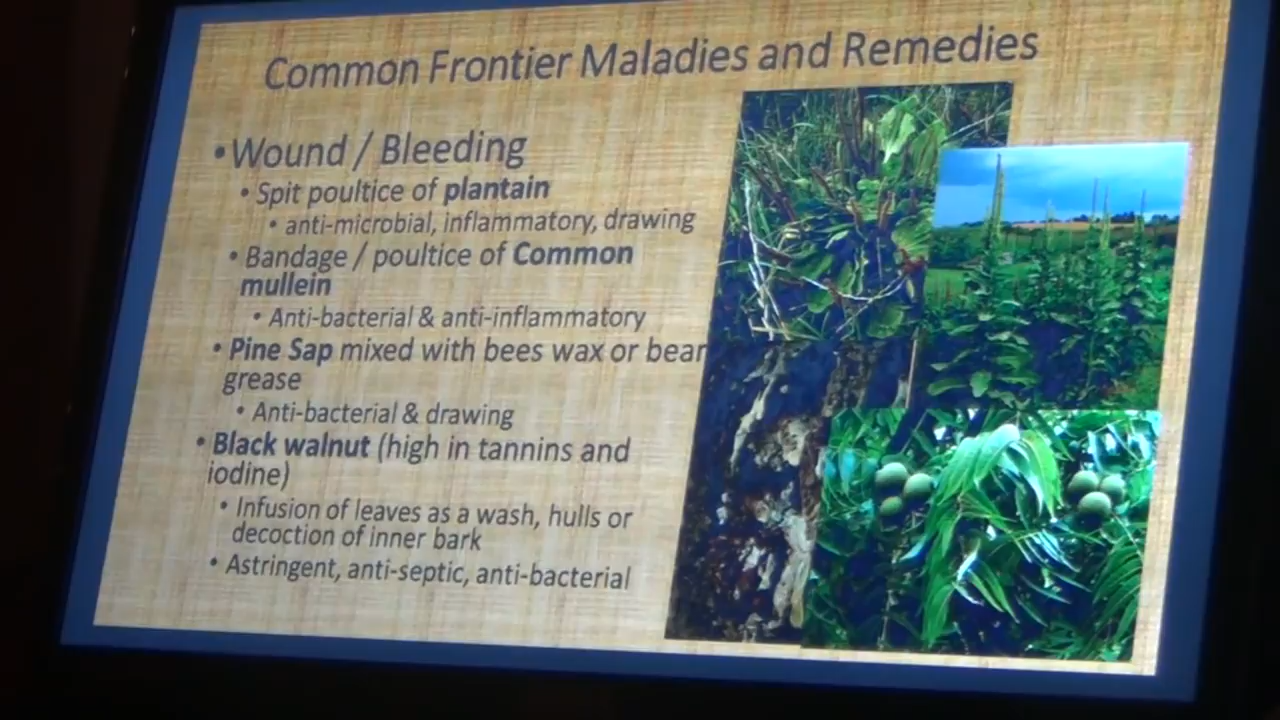 Common Frontier Maladies and Remedies
•Wound / Bleeding
• Spit poultice of plantain
• anti-microbial, inflammatory, drawing
• Bandage / poultice of Common
mullein
• Anti-bacterial & anti-inflammatory
• Pine Sap mixed with bees wax or bear
grease
• Anti-bacterial & drawing
• Black walnut (high in tannins and
iodine)
• Infusion of leaves as a wash, hulls or
decoction of inner bark
• Astringent, anti-septic, anti-bacterial